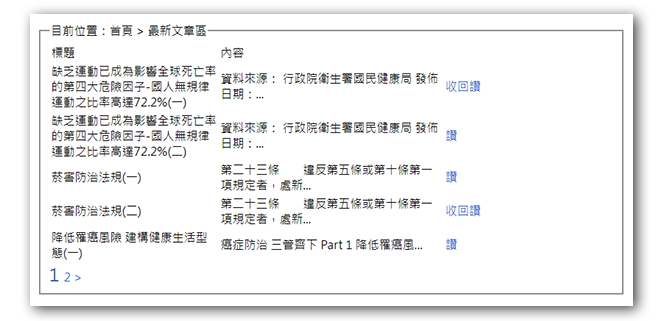 目前位置：首頁 > 最新文章區
標題 內容
缺乏運動已成為影響全球死亡率
的第四大危險因子-國人無規律
運動之比率高達72.2%(一)
資料來源： 行政院衛生署國民健康局 發佈
日期：...
收回讚
缺乏運動已成為影響全球死亡率
的第四大危險因子-國人無規律
運動之比率高達72.2%(二)
資料來源： 行政院衛生署國民健康局 發佈
日期：...
讚
菸害防治法規(一)
第二十三條　　違反第五條或第十條第一
項規定者，處新...
讚
菸害防治法規(二)
第二十三條　　違反第五條或第十條第一
項規定者，處新...
收回讚
降低罹癌風險 建構健康生活型
態(一)
癌症防治 三管齊下 Part 1 降低罹癌風...
讚
1 2 >